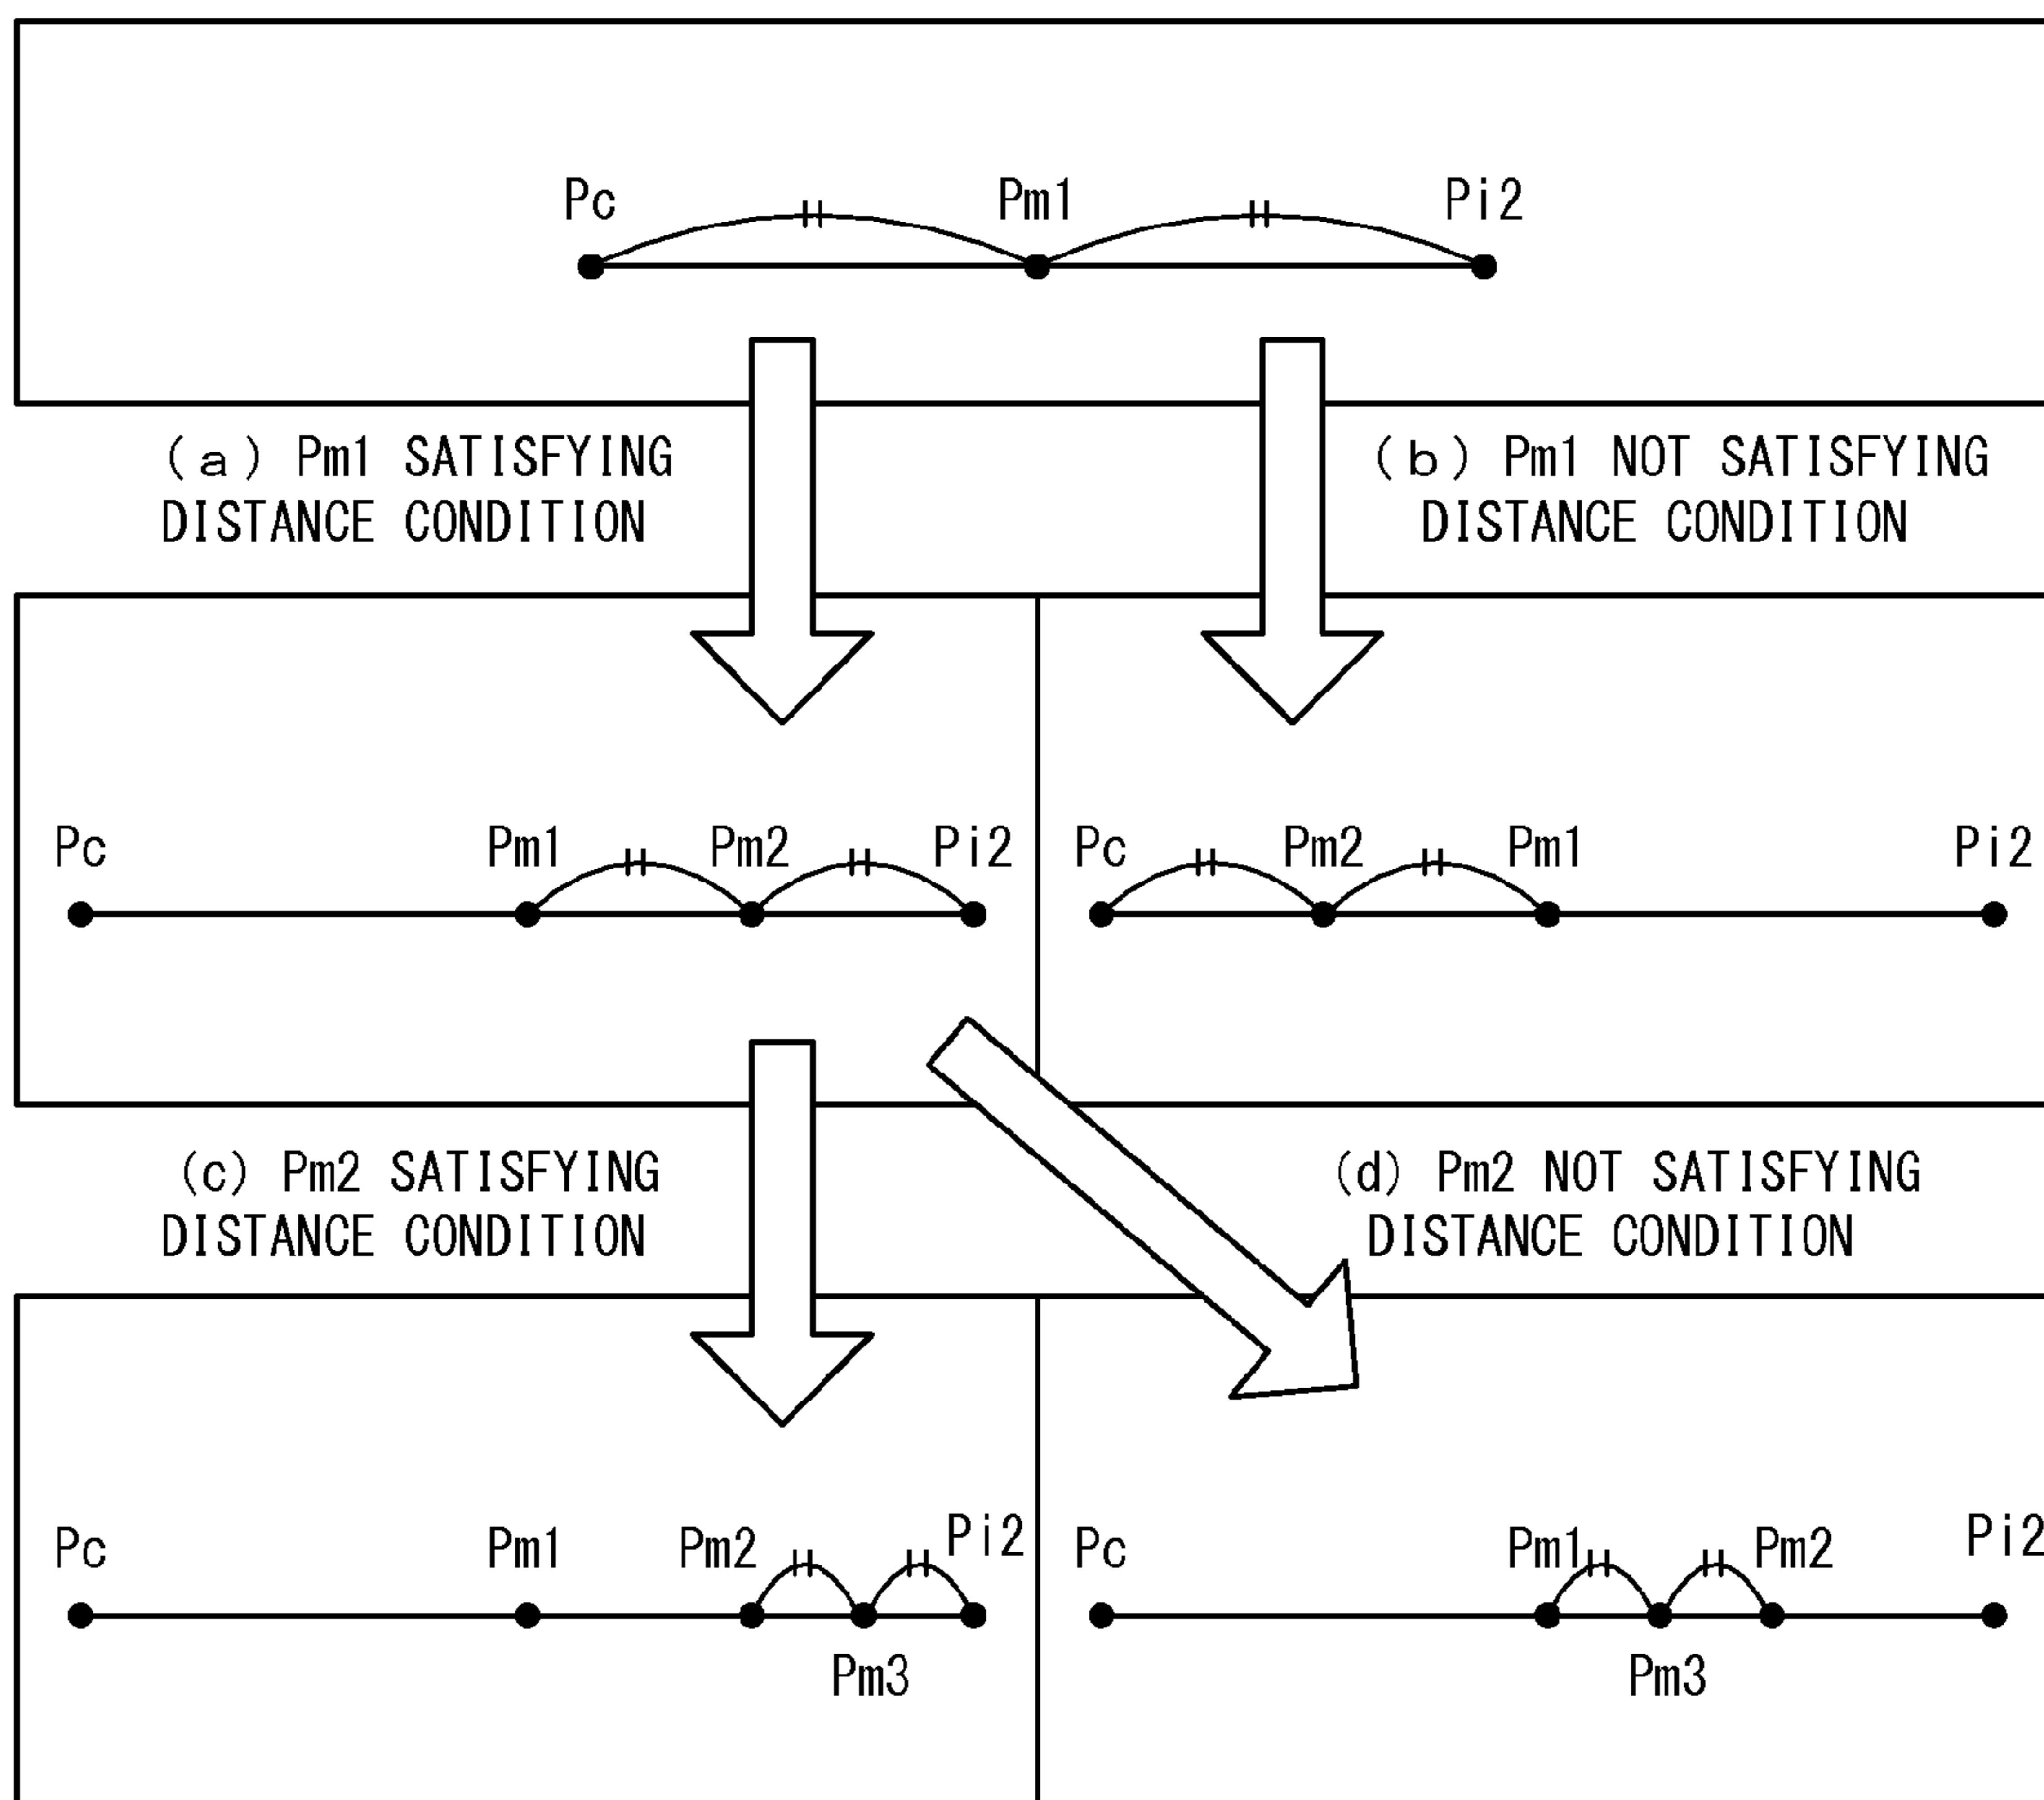 Pc Pm1 Pi2
(a) Pm1 SATISFYING
DISTANCE CONDITION
(b) Pm1 NOT SATISFYING
DISTANCE CONDITION
Pc Pm1 Pm2 Pi2
Pc Pm2 Pm1 Pi2
(c) Pm2 SATISFYING
DISTANCE CONDITION
(d) Pm2 NOT SATISFYING
DISTANCE CONDITION
Pc Pm1 Pm2 Pi2
Pm3
Pc Pm1 Pm2 Pi2
Pm3